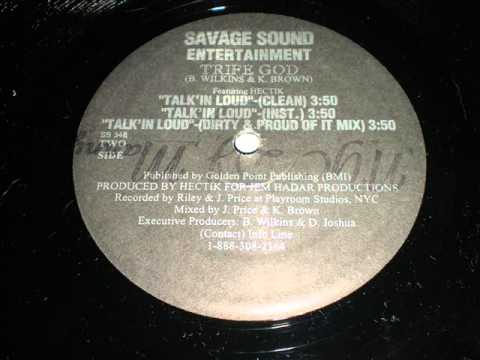 SAVAGE SOUND
ENTERTAINMENT
TRIFE GOD
(B. WILKINS & K. BROWN)
Featuring HECTIK
"TALK'IN LOUD"-(CLEAN) 3:50
"TALK'IN LOUD"-(INST.) 3:50
"TALK'IN LOUD"-(DIRTY & PROUD OF IT MIX) 3:50
SS 348
TWO
SIDE
Published by Golden Point Publishing (BMI)
PRODUCED BY HECTIK FOR JEM HADAR PRODUCTIONS
Recorded by Riley & J. Price at Playroom Studios, NYC
Mixed by J. Price & K. Brown
Executive Producers: B. Wilkins & D. Joshua
(Contact) Info Line